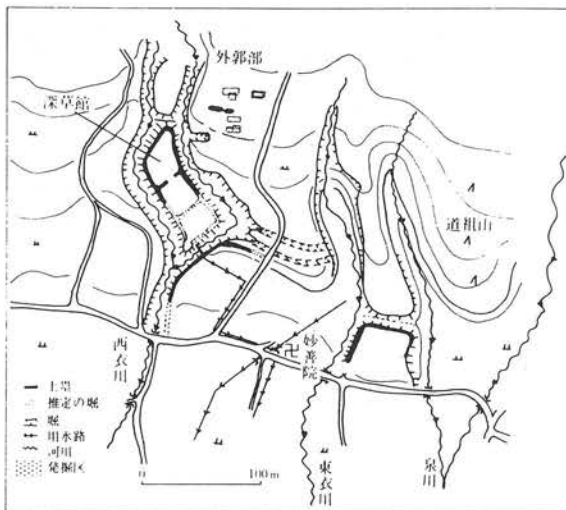 外郭部
深草館
道祖山
西衣川
妙善院
土塁
推定の堀
堀
用水路
河川
発掘区
0 100m
東衣川
泉川